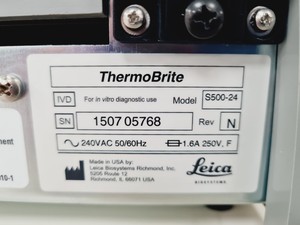 ThermoBrite
IVD For in vitro diagnostic use Model S500-24
SN 1507 05768 Rev N
240VAC 50/60Hz 1.6A 250V, F
Made in USA by:
Leica Biosystems Richmond, Inc.
5205 Route 12
Richmond, IL 60071 USA
Leica
BIOSYSTEMS